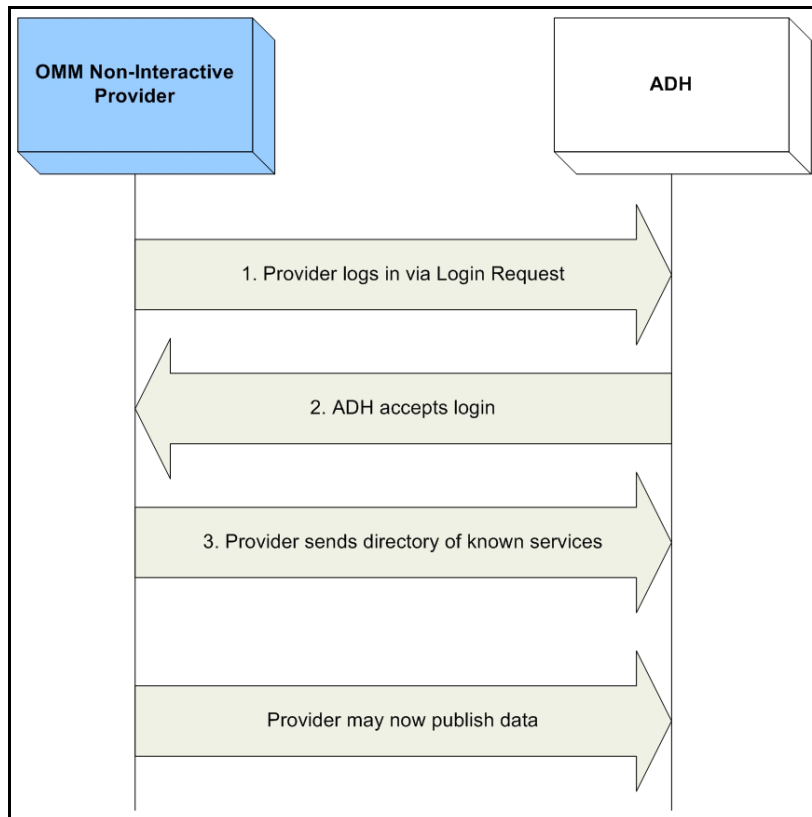 OMM Non-Interactive
Provider
ADH
1. Provider logs in via Login Request
2. ADH accepts login
3. Provider sends directory of known services
Provider may now publish data